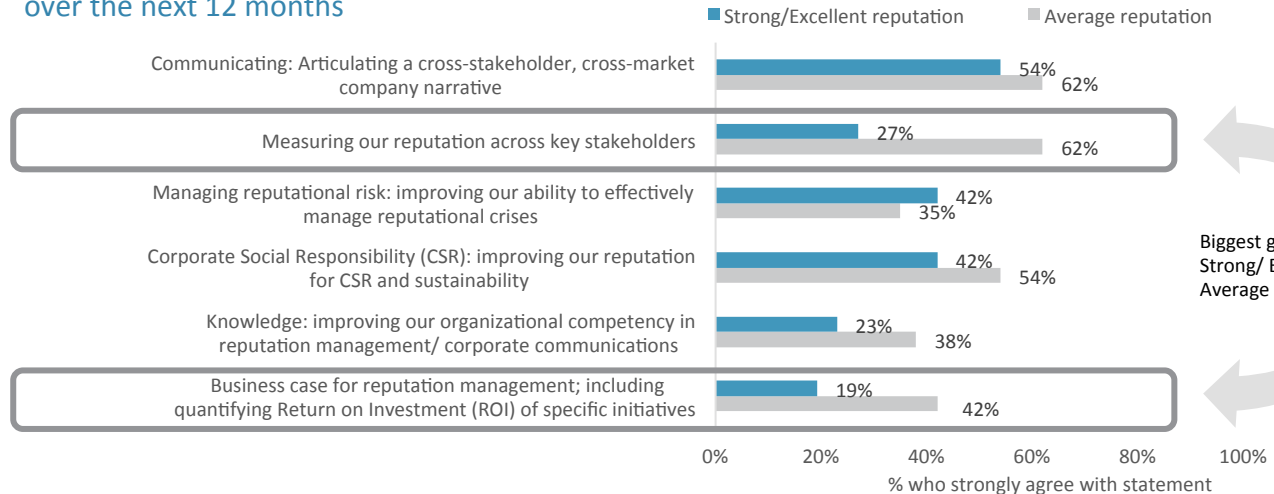 over the next 12 months
Strong/Excellent reputation
Average reputation
Communicating: Articulating a cross-stakeholder, cross-market
company narrative
54%
62%
Measuring our reputation across key stakeholders
27%
62%
Managing reputational risk: improving our ability to effectively
manage reputational crises
42%
35%
Corporate Social Responsibility (CSR): improving our reputation
for CSR and sustainability
42%
54%
Biggest g
Strong/ E
Average
Knowledge: improving our organizational competency in
reputation management/ corporate communications
23%
38%
Business case for reputation management; including
quantifying Return on Investment (ROI) of specific initiatives
19%
42%
0% 20% 40% 60% 80% 100%
% who strongly agree with statement